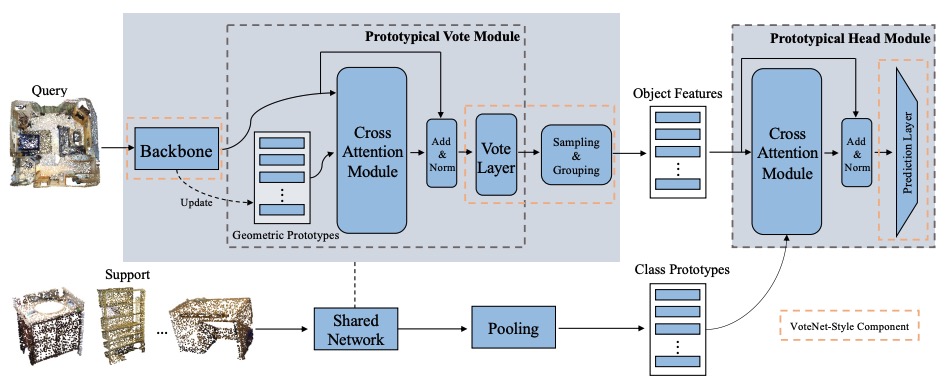 Prototypical Vote Module
Prototypical Head Module
Query
Object Features
Backbone
Cross
Attention
Module
Add
&
Norm
Vote
Layer
Sampling
&
Grouping
Cross
Attention
Module
Add
&
Norm
Prediction Layer
Update
Geometric Prototypes
Support
Class Prototypes
...
Shared
Network
Pooling
VoteNet-Style Component